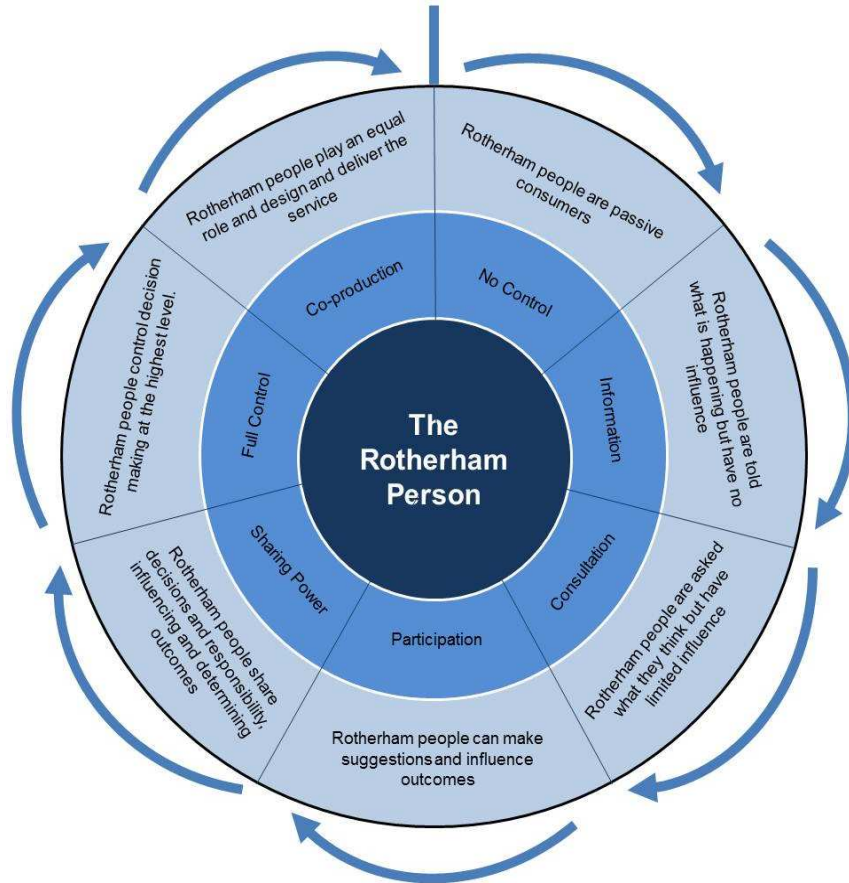 The
Rotherham
Person
No Control
Rotherham people are passive
consumers
Information
Rotherham people are told
what is happening but have no
influence
Consultation
Rotherham people are asked
what they think but have
limited influence
Participation
Rotherham people can make
suggestions and influence
outcomes
Sharing Power
Rotherham people share
decisions and responsibility,
influencing and determining
outcomes
Full Control
Rotherham people control decision
making at the highest level.
Co-production
Rotherham people play an equal
role and design and deliver the
service